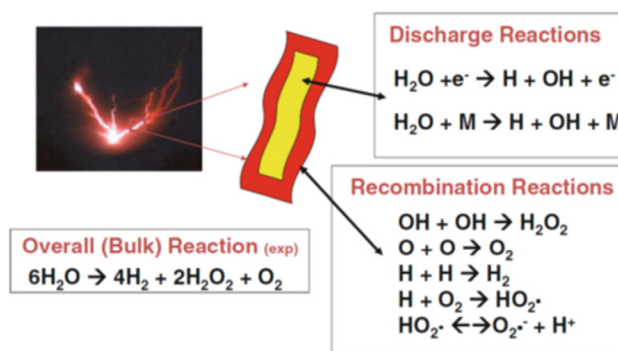 Discharge Reactions
H₂O +e⁻ → H + OH + e⁻
H₂O + M → H + OH + M
Recombination Reactions
OH + OH → H₂O₂
O + O → O₂
H + H → H₂
H + O₂ → HO₂•
HO₂• ←→O₂•⁻ + H⁺
Overall (Bulk) Reaction (exp)
6H₂O → 4H₂ + 2H₂O₂ + O₂